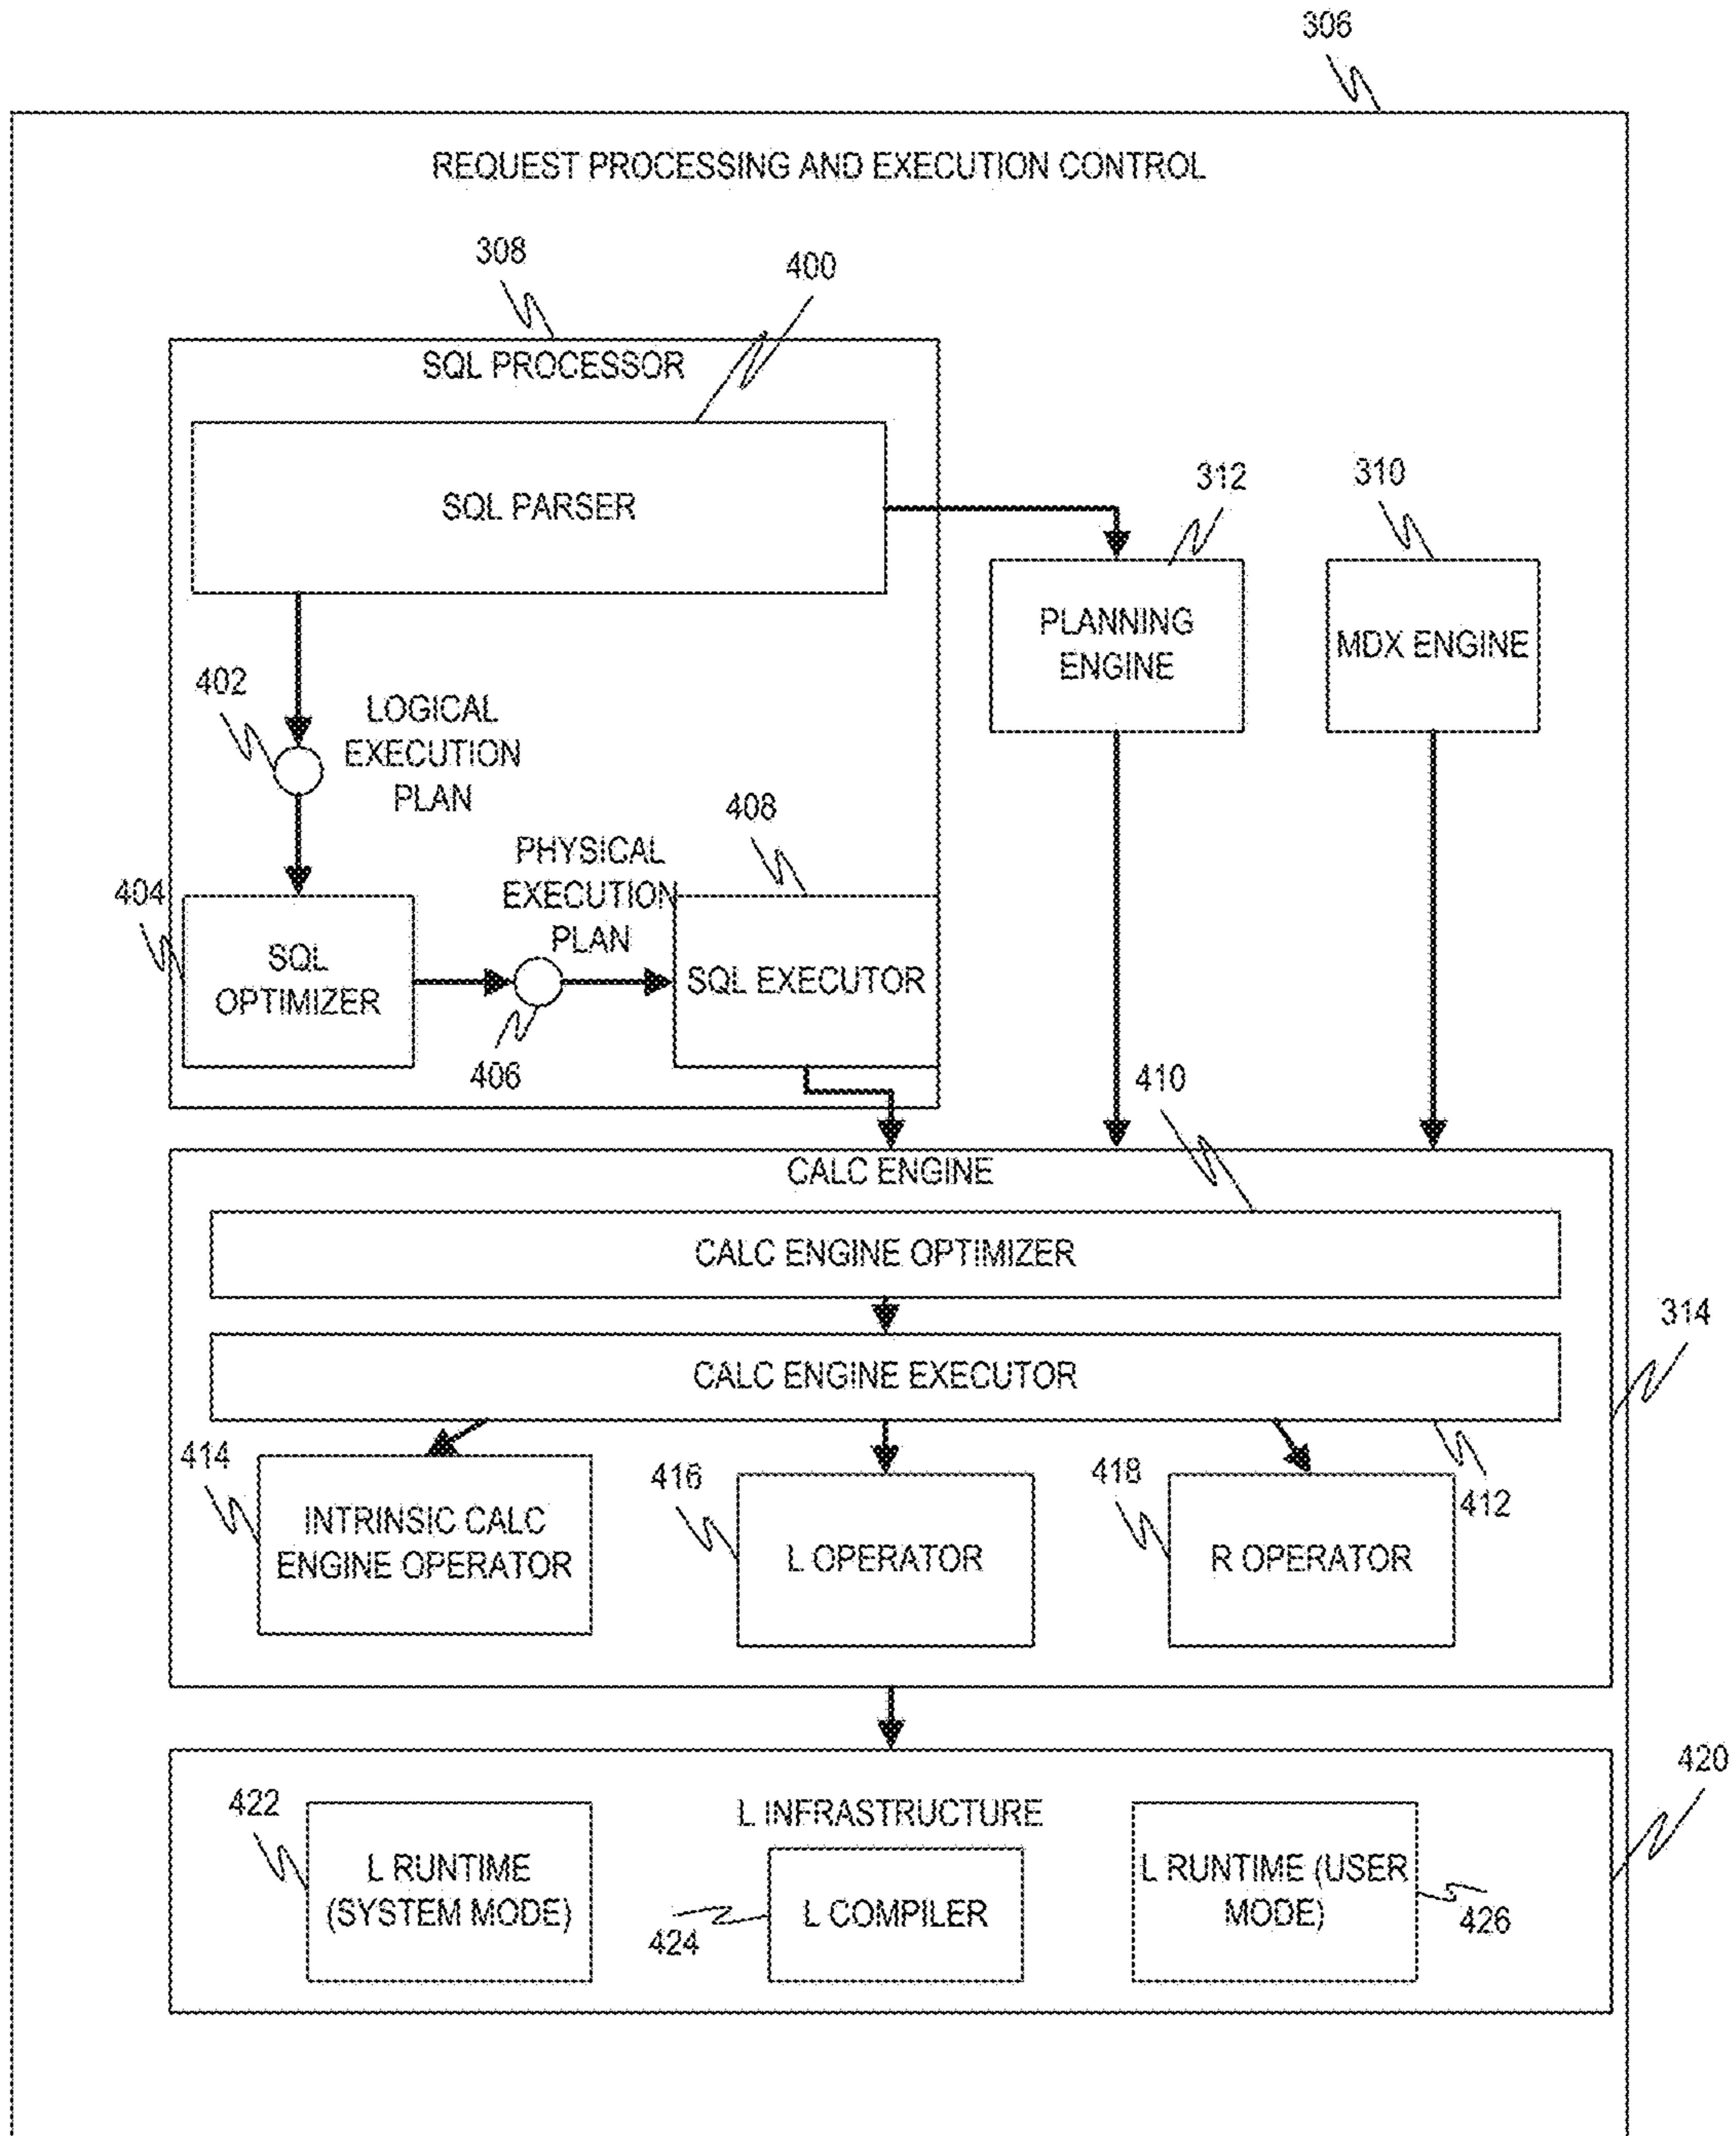 306
REQUEST PROCESSING AND EXECUTION CONTROL
308
400
SQL PROCESSOR
SQL PARSER
312
310
PLANNING
ENGINE
MDX ENGINE
402
LOGICAL
EXECUTION
PLAN
408
PHYSICAL
EXECUTION
PLAN
404
SQL
OPTIMIZER
SQL EXECUTOR
406
410
CALC ENGINE
CALC ENGINE OPTIMIZER
314
CALC ENGINE EXECUTOR
414
416
418
412
INTRINSIC CALC
ENGINE OPERATOR
L OPERATOR
R OPERATOR
420
422
L INFRASTRUCTURE
L RUNTIME
(SYSTEM MODE)
424
L COMPILER
L RUNTIME (USER
MODE)
426